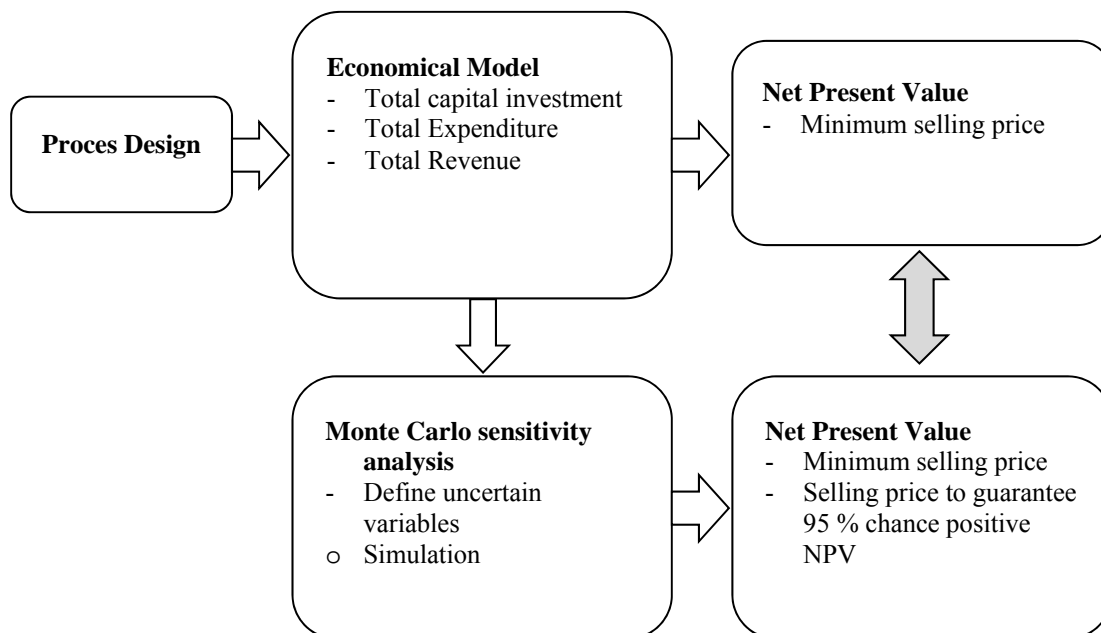 Proces Design
Economical Model
- Total capital investment
- Total Expenditure
- Total Revenue
Net Present Value
- Minimum selling price
Monte Carlo sensitivity
analysis
- Define uncertain
variables
o Simulation
Net Present Value
- Minimum selling price
- Selling price to guarantee
95 % chance positive
NPV